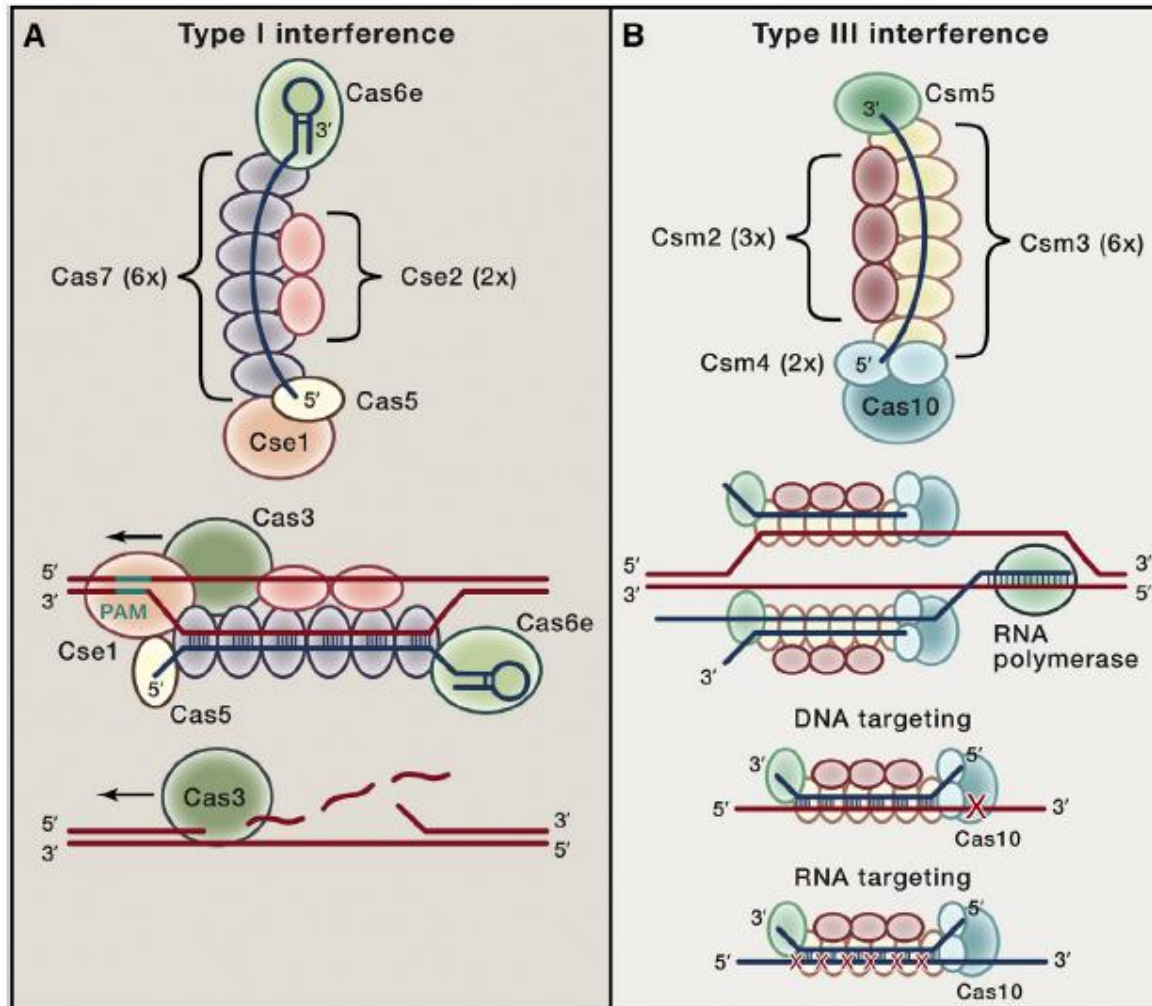 A
Type I interference
Cas6e
3′
Cas7 (6x)
Cse2 (2x)
5′
Cas5
Cse1
Cas3
5′
3′
PAM
Cse1
Cas6e
5′
Cas5
Cas3
5′
3′
3′
5′
B
Type III interference
Csm5
3′
Csm2 (3x)
Csm3 (6x)
Csm4 (2x)
5′
Cas10
5′
3′
3′
5′
RNA
polymerase
3′
DNA targeting
3′
5′
5′
X
3′
Cas10
RNA targeting
3′
5′
5′
X X X X X X
3′
Cas10